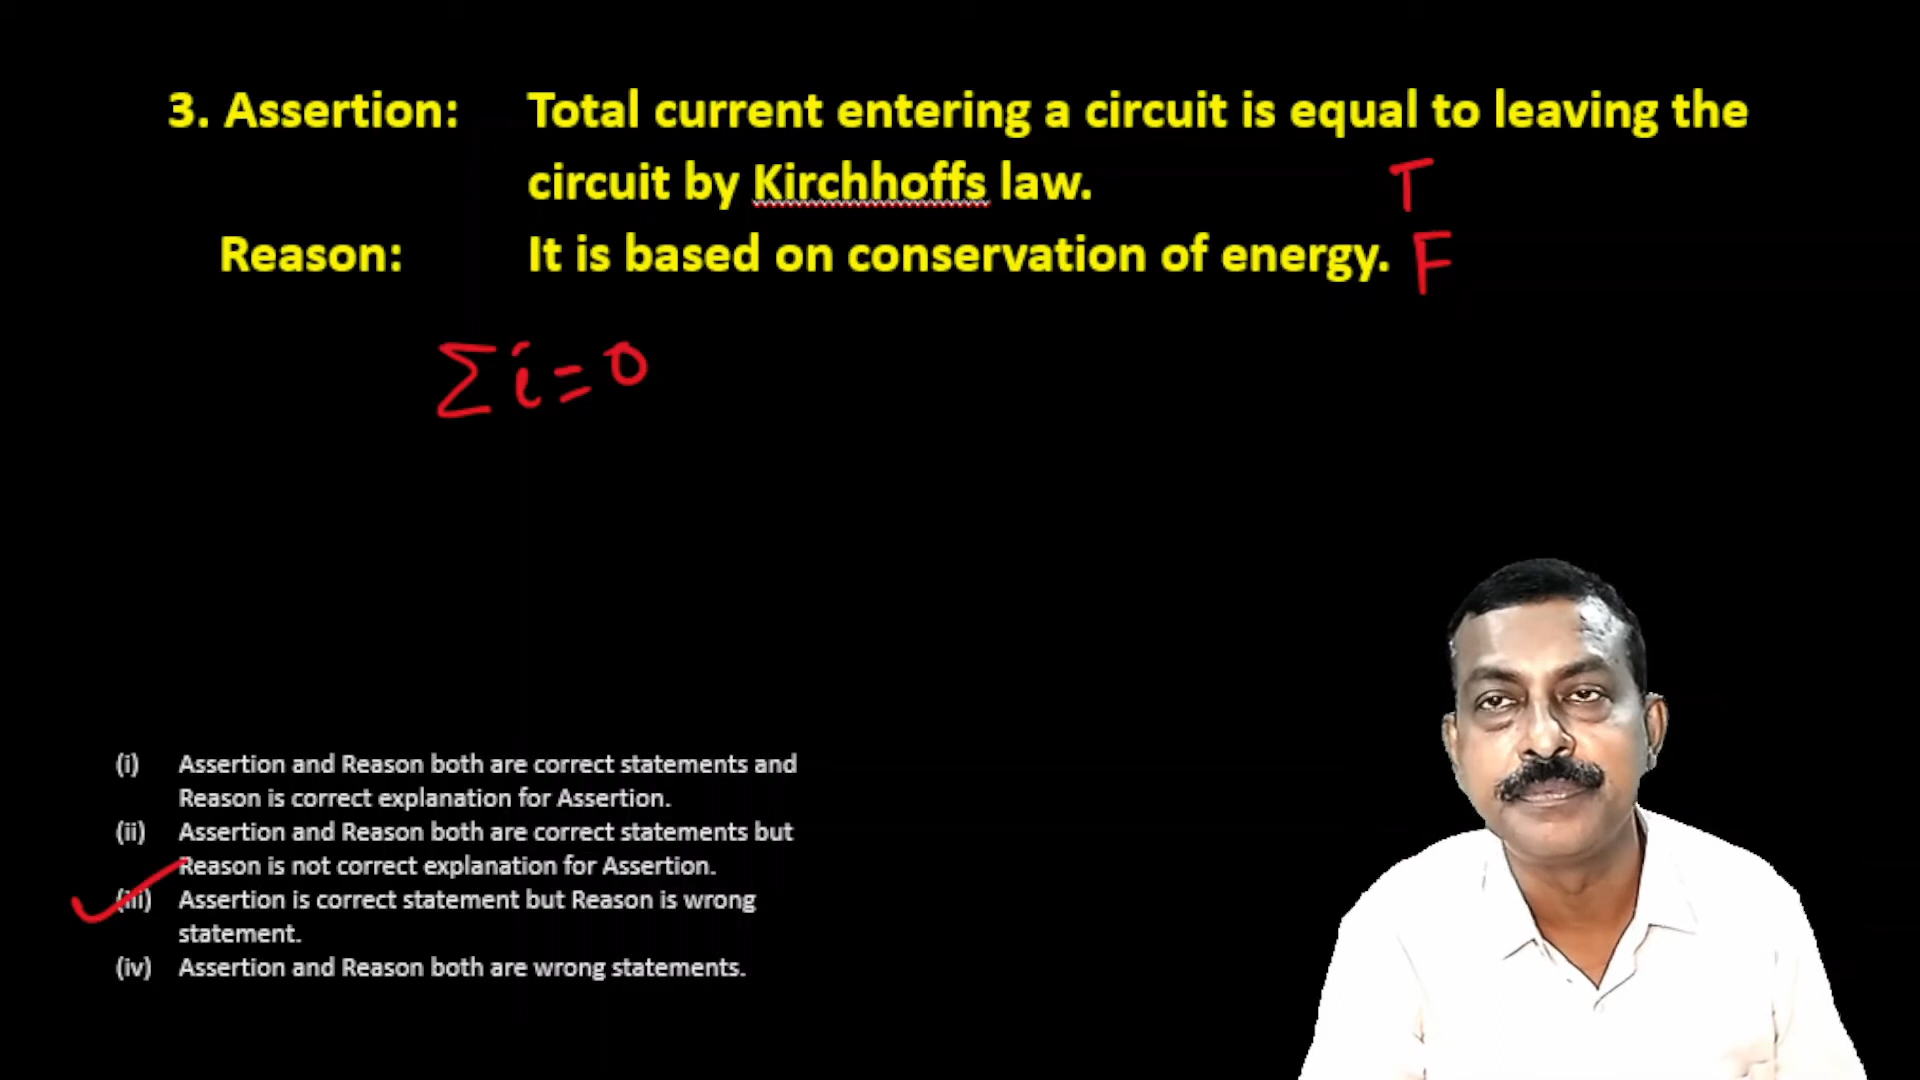 3. Assertion: Total current entering a circuit is equal to leaving the
circuit by Kirchhoffs law. T
Reason: It is based on conservation of energy. F
Σ i = 0
(i) Assertion and Reason both are correct statements and
Reason is correct explanation for Assertion.
(ii) Assertion and Reason both are correct statements but
Reason is not correct explanation for Assertion.
(iii) Assertion is correct statement but Reason is wrong
statement.
(iv) Assertion and Reason both are wrong statements.